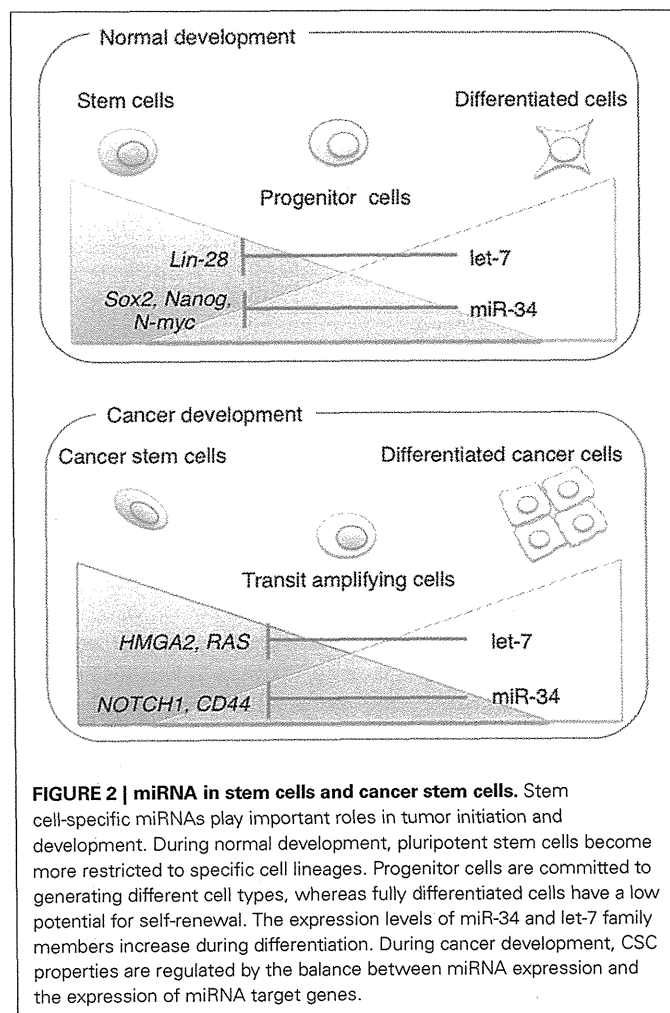 Normal development
Stem cells
Differentiated cells
Progenitor cells
Lin-28
let-7
Sox2, Nanog,
N-myc
miR-34
Cancer development
Cancer stem cells
Differentiated cancer cells
Transit amplifying cells
HMGA2, RAS
let-7
NOTCH1, CD44
miR-34
FIGURE 2 | miRNA in stem cells and cancer stem cells. Stem
cell-specific miRNAs play important roles in tumor initiation and
development. During normal development, pluripotent stem cells become
more restricted to specific cell lineages. Progenitor cells are committed to
generating different cell types, whereas fully differentiated cells have a low
potential for self-renewal. The expression levels of miR-34 and let-7 family
members increase during differentiation. During cancer development, CSC
properties are regulated by the balance between miRNA expression and
the expression of miRNA target genes.